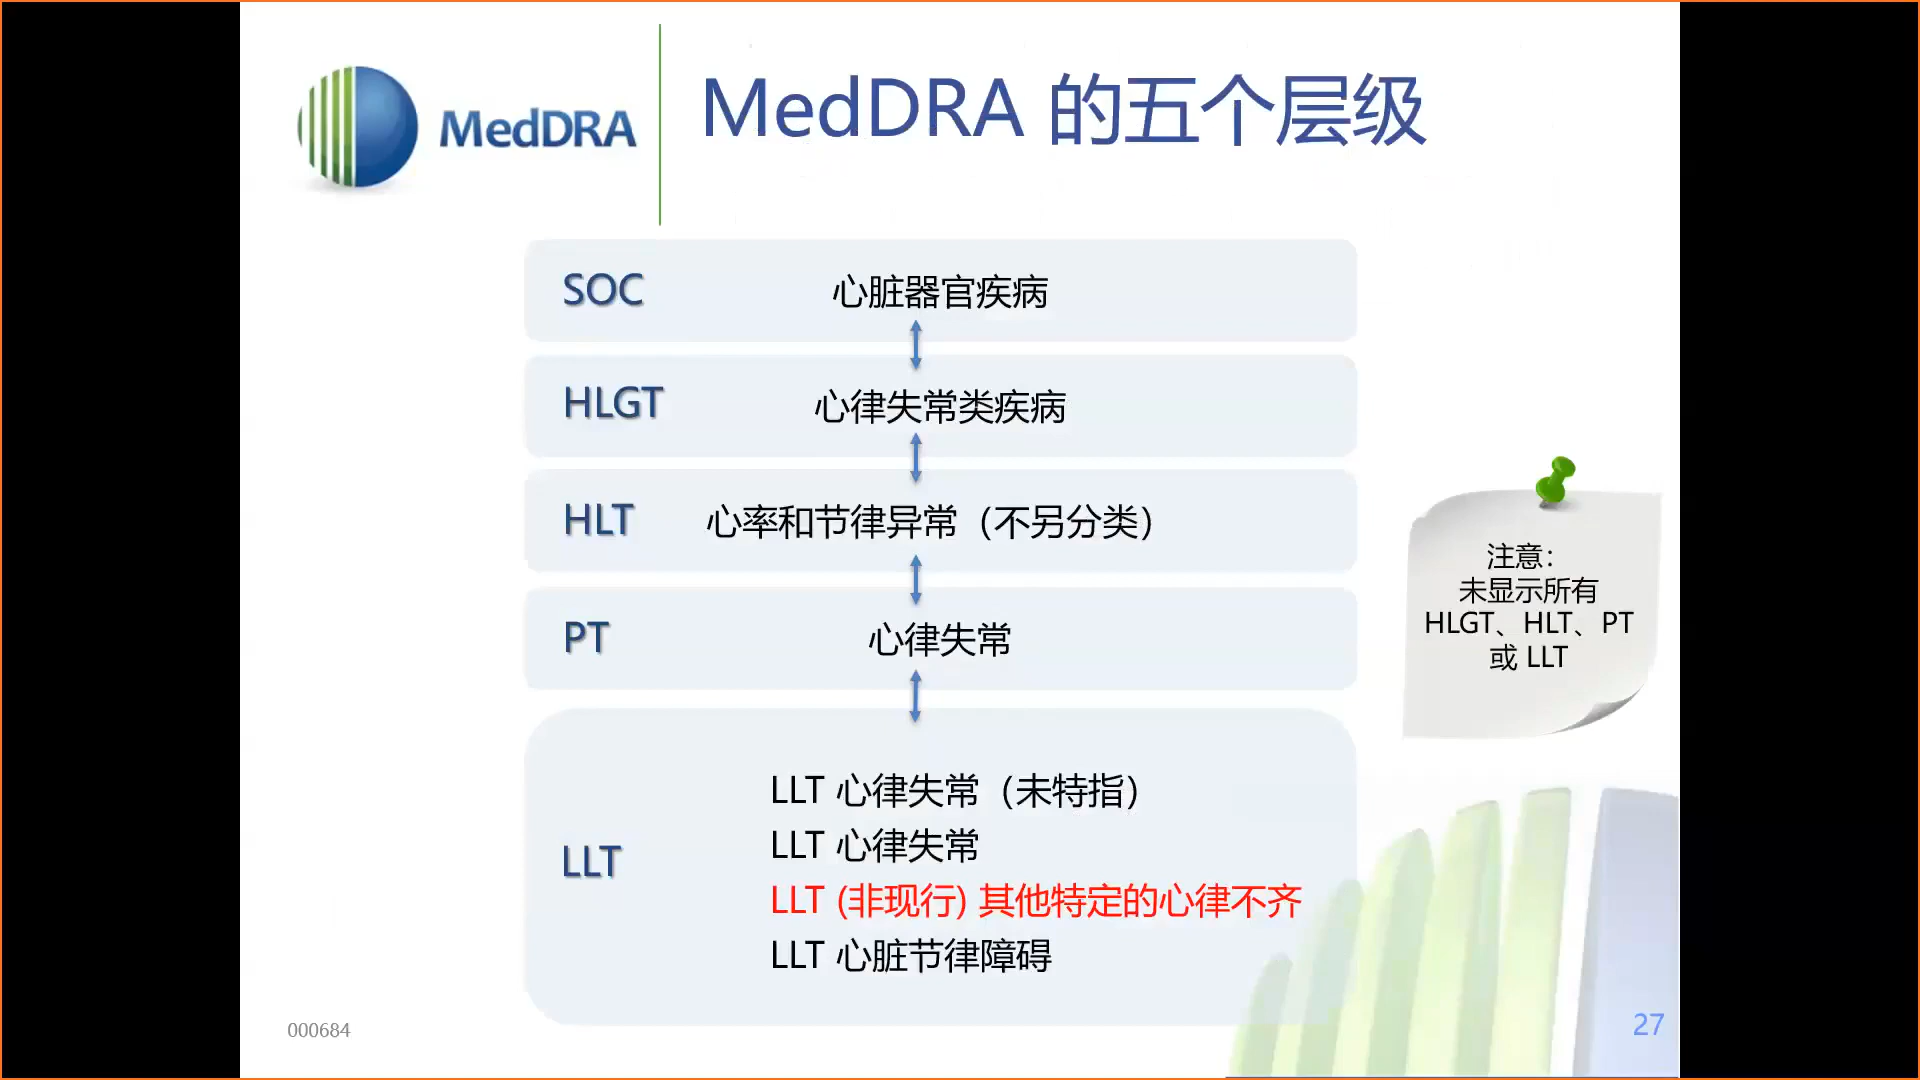 MedDRA
MedDRA 的五个层级
SOC 心脏器官疾病
HLGT 心律失常类疾病
HLT 心率和节律异常（不另分类）
PT 心律失常
LLT
LLT 心律失常（未特指）
LLT 心律失常
LLT (非现行) 其他特定的心律不齐
LLT 心脏节律障碍
注意：
未显示所有
HLGT、HLT、PT
或 LLT
000684
27